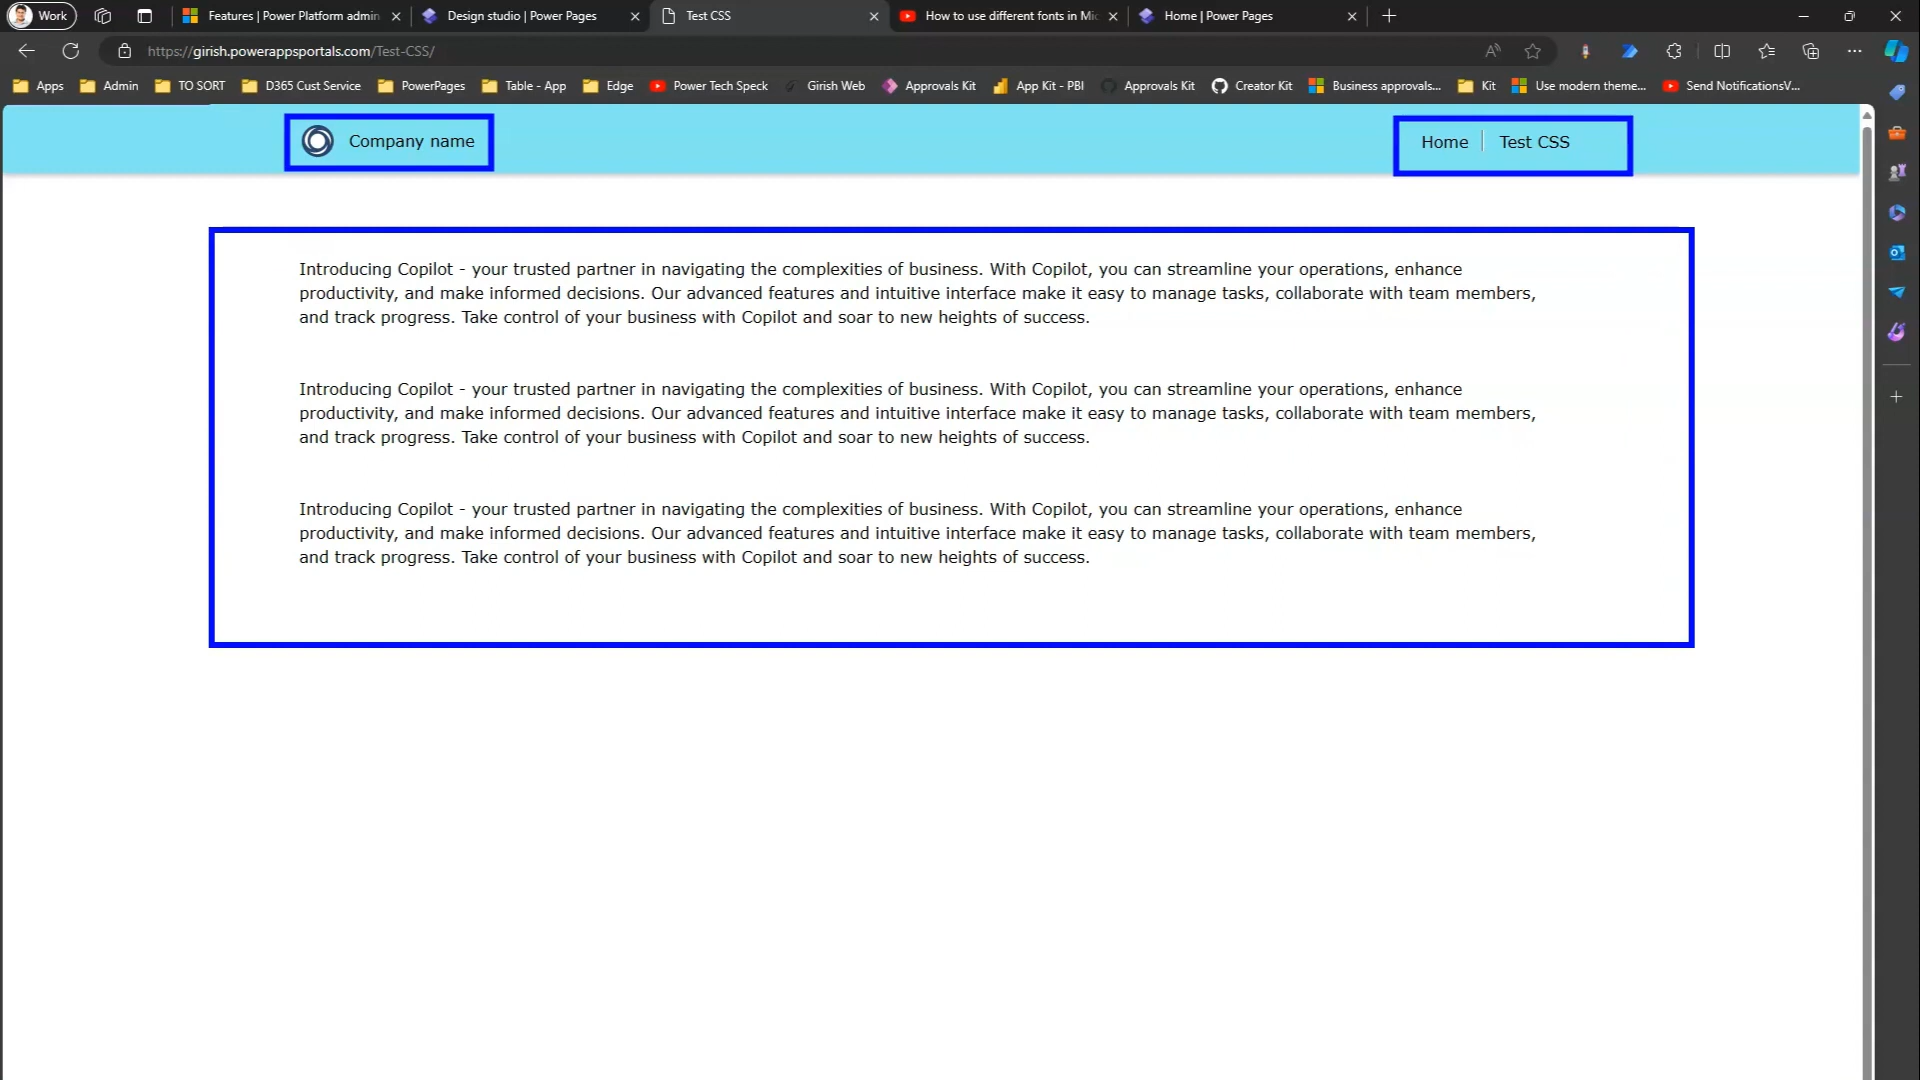 Work
Features | Power Platform admin
Design studio | Power Pages
Test CSS
How to use different fonts in Mic
Home | Power Pages
https://girish.powerappsportals.com/Test-CSS/
Apps
Admin
TO SORT
D365 Cust Service
PowerPages
Table - App
Edge
Power Tech Speck
Girish Web
Approvals Kit
App Kit - PBI
Approvals Kit
Creator Kit
Business approvals...
Kit
Use modern theme...
Send NotificationsV...
Company name
Home
Test CSS
Introducing Copilot - your trusted partner in navigating the complexities of business. With Copilot, you can streamline your operations, enhance
productivity, and make informed decisions. Our advanced features and intuitive interface make it easy to manage tasks, collaborate with team members,
and track progress. Take control of your business with Copilot and soar to new heights of success.
Introducing Copilot - your trusted partner in navigating the complexities of business. With Copilot, you can streamline your operations, enhance
productivity, and make informed decisions. Our advanced features and intuitive interface make it easy to manage tasks, collaborate with team members,
and track progress. Take control of your business with Copilot and soar to new heights of success.
Introducing Copilot - your trusted partner in navigating the complexities of business. With Copilot, you can streamline your operations, enhance
productivity, and make informed decisions. Our advanced features and intuitive interface make it easy to manage tasks, collaborate with team members,
and track progress. Take control of your business with Copilot and soar to new heights of success.